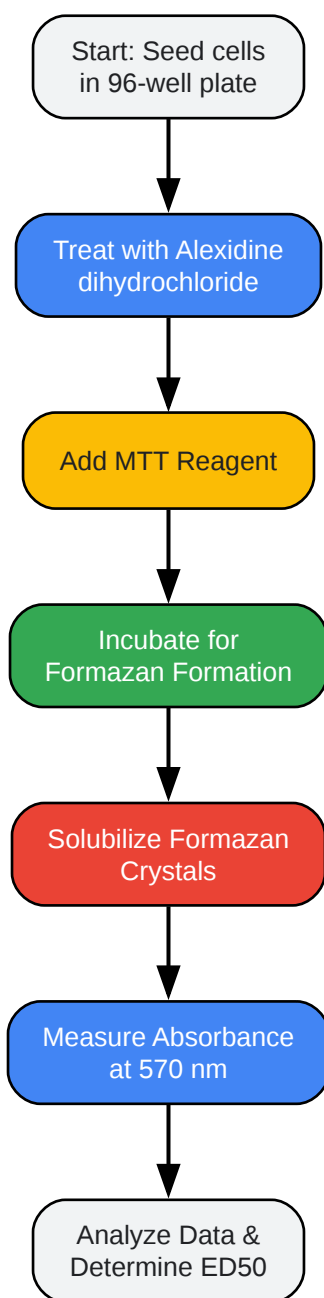 Start: Seed cells
in 96-well plate
Treat with Alexidine
dihydrochloride
Add MTT Reagent
Incubate for
Formazan Formation
Solubilize Formazan
Crystals
Measure Absorbance
at 570 nm
Analyze Data &
Determine ED50